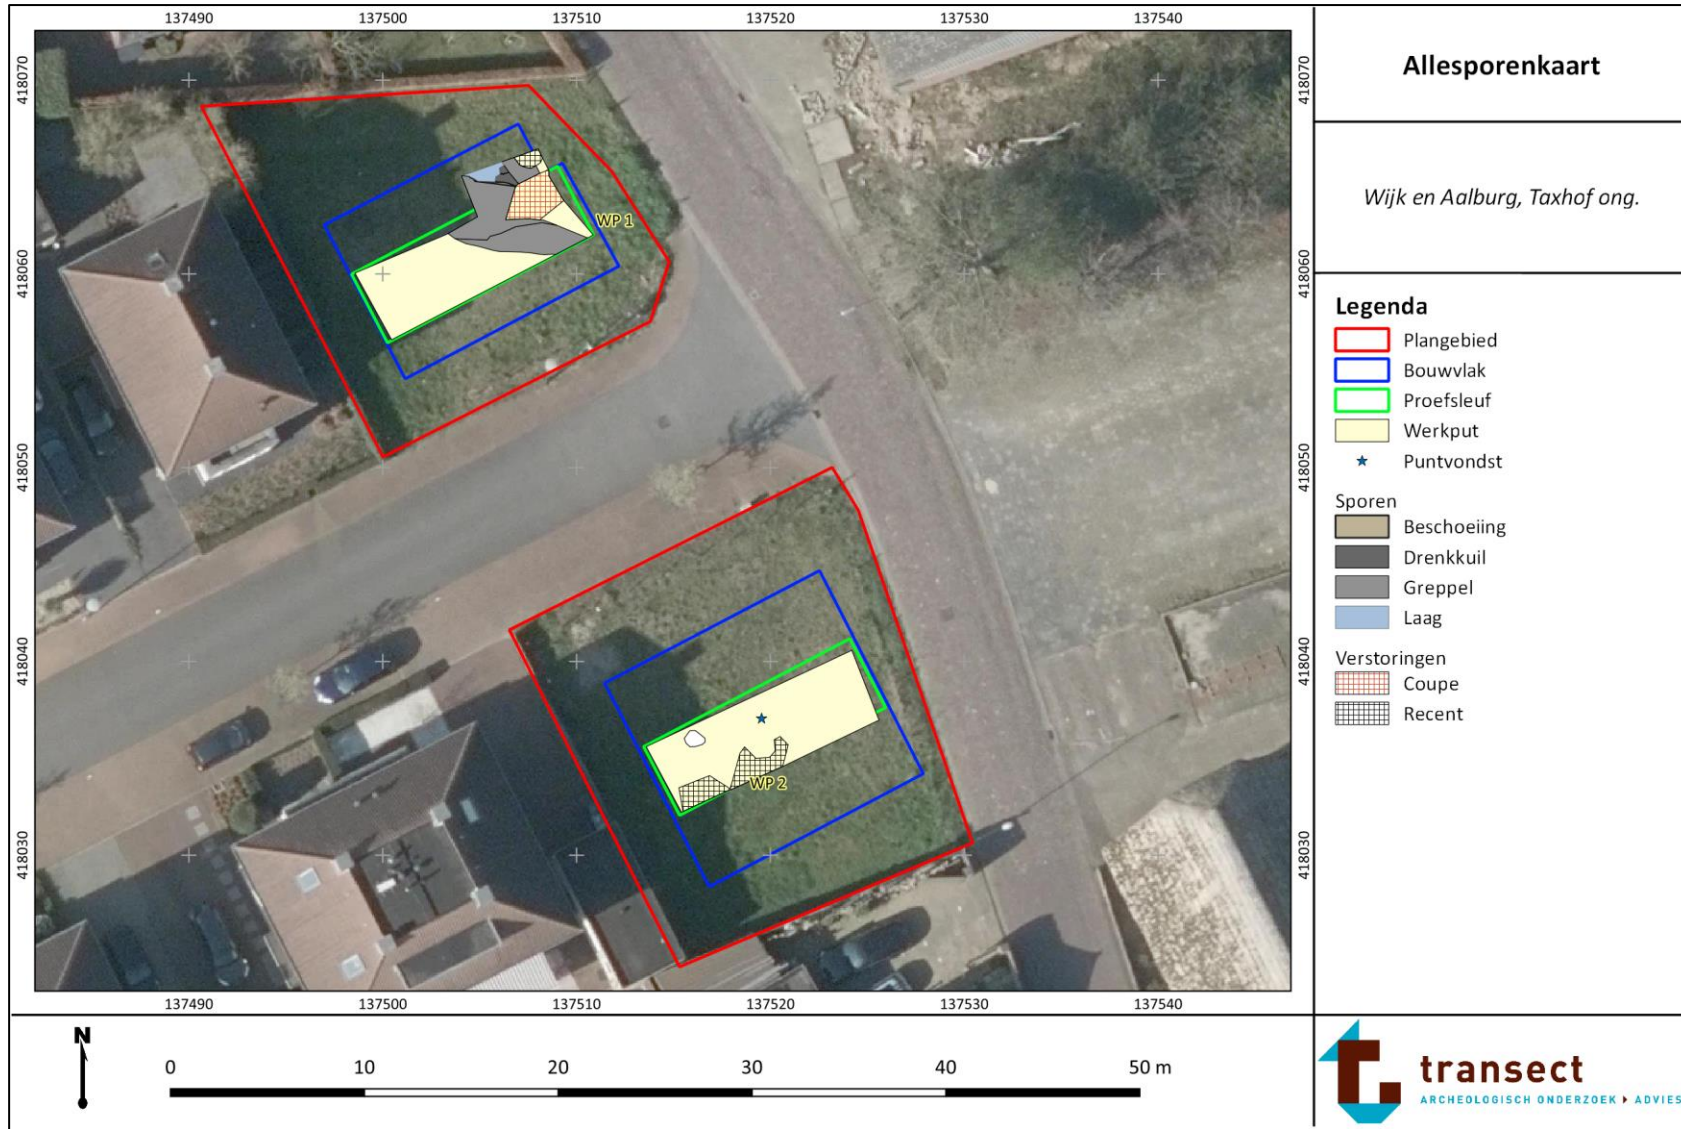 137490 137500 137510 137520 137530 137540
418070
418060
418050
418040
418030
WP 1
WP 2
418070
418060
418050
418040
418030
137490 137500 137510 137520 137530 137540
N
0 10 20 30 40 50 m
Allesporenkaart
Wijk en Aalburg, Taxhof ong.
Legenda
Plangebied
Bouwvlak
Proefsleuf
Werkput
Puntvondst
Sporen
Beschoeiing
Drenkkuil
Greppel
Laag
Verstoringen
Coupe
Recent
transect
ARCHEOLOGISCH ONDERZOEK ▸ ADVIES